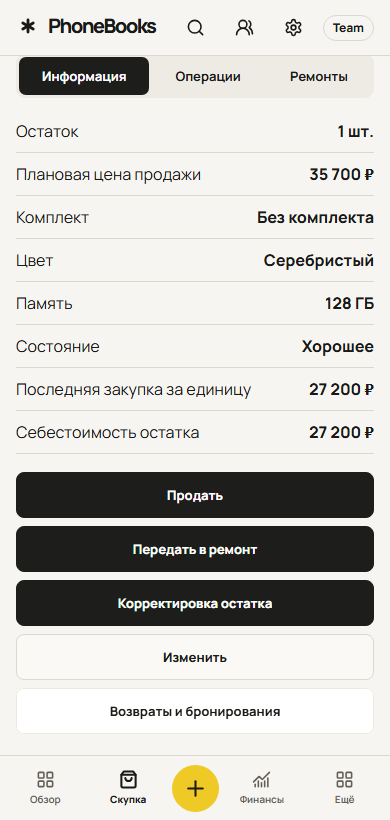 PhoneBooks
Team
Информация
Операции
Ремонты
Остаток 1 шт.
Плановая цена продажи 35 700 ₽
Комплект Без комплекта
Цвет Серебристый
Память 128 ГБ
Состояние Хорошее
Последняя закупка за единицу 27 200 ₽
Себестоимость остатка 27 200 ₽
Продать
Передать в ремонт
Корректировка остатка
Изменить
Возвраты и бронирования
Обзор
Скупка
Финансы
Ещё